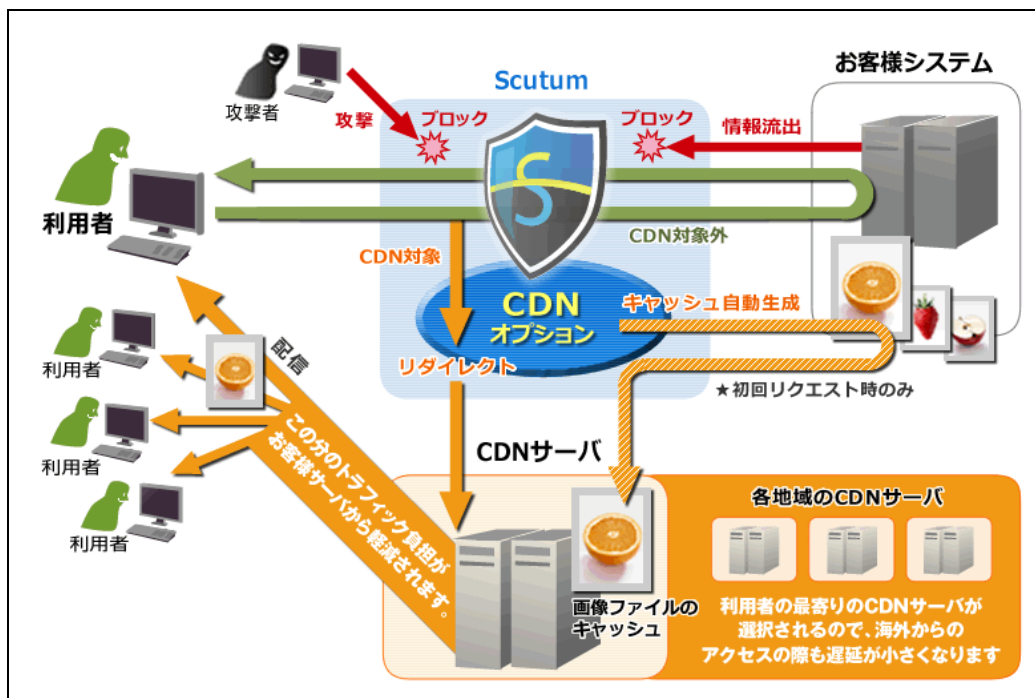 お客様システム
Scutum
攻撃者
攻撃
ブロック
ブロック
情報流出
利用者
S
CDN対象
CDN対象外
CDN
オプション
キャッシュ自動生成
リダイレクト
★初回リクエスト時のみ
利用者
配信
利用者
利用者
この分のトラフィック負担が
お客様サーバから軽減されます。
CDNサーバ
画像ファイルの
キャッシュ
各地域のCDNサーバ
利用者の最寄りのCDNサーバが
選択されるので、海外からの
アクセスの際も遅延が小さくなります